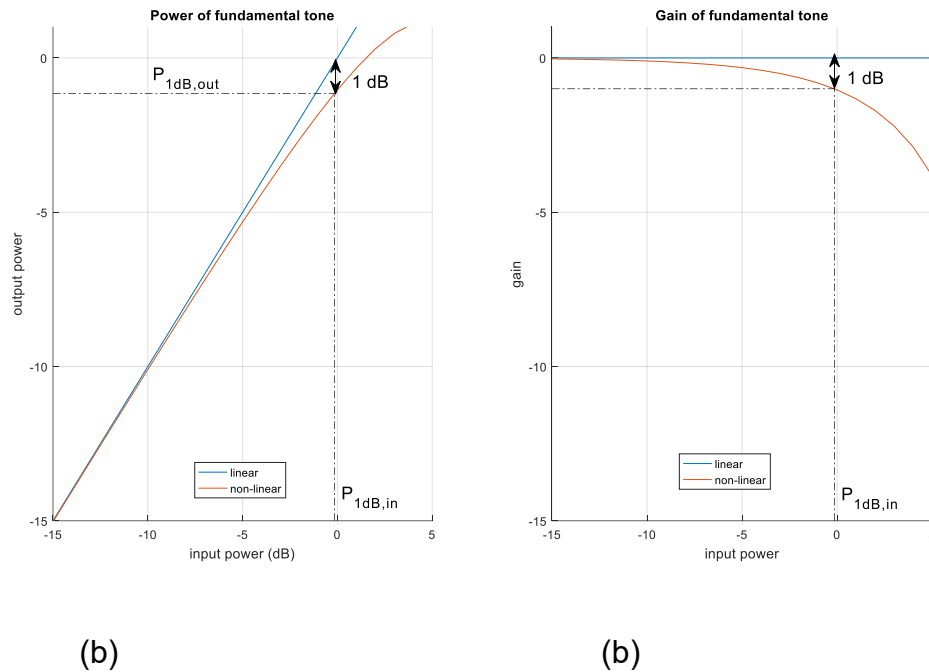 Power of fundamental tone
0
-5
-10
-15
output power
P1dB,out
1 dB
linear
non-linear
P1dB,in
-15
-10
-5
0
5
input power (dB)
(b)
Gain of fundamental tone
0
-5
-10
-15
gain
1 dB
linear
non-linear
P1dB,in
-15
-10
-5
0
input power
(b)